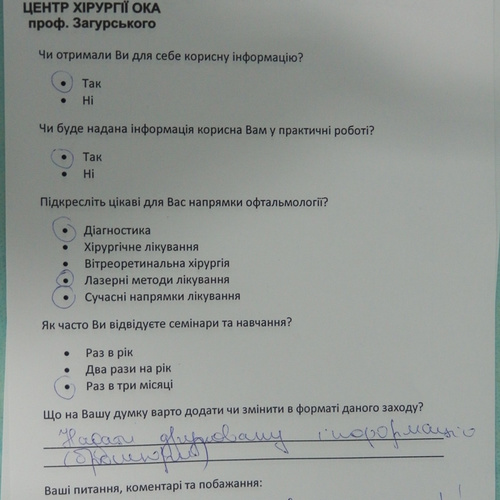 ЦЕНТР ХІРУРГІЇ ОКА
проф. Загурського
Чи отримали Ви для себе корисну інформацію?
• Так
• Ні
Чи буде надана інформація корисна Вам у практичні роботі?
• Так
• Ні
Підкресліть цікаві для Вас напрямки офтальмології?
• Діагностика
• Хірургічне лікування
• Вітреоретинальна хірургія
• Лазерні методи лікування
• Сучасні напрямки лікування
Як часто Ви відвідуєте семінари та навчання?
• Раз в рік
• Два рази на рік
• Раз в три місяці
Що на Вашу думку варто додати чи змінити в форматі даного заходу?
Надати друковану інформацію
(брошюри)
Ваші питання, коментарі та побажання: